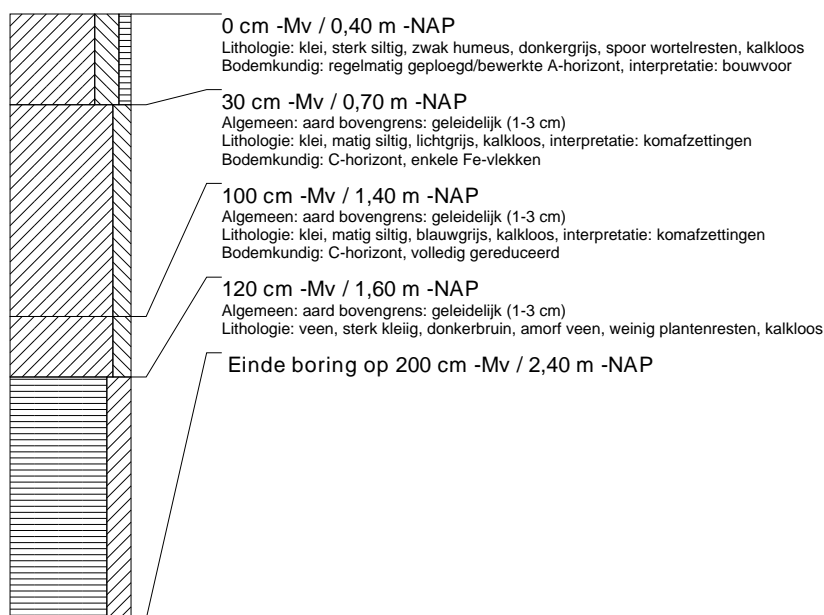 0 cm -Mv / 0,40 m -NAP
Lithologie: klei, sterk siltig, zwak humeus, donkergrijs, spoor wortelresten, kalkloos
Bodemkundig: regelmatig geploegd/bewerkte A-horizont, interpretatie: bouwvoor
30 cm -Mv / 0,70 m -NAP
Algemeen: aard bovengrens: geleidelijk (1-3 cm)
Lithologie: klei, matig siltig, lichtgrijs, kalkloos, interpretatie: komafzettingen
Bodemkundig: C-horizont, enkele Fe-vlekken
100 cm -Mv / 1,40 m -NAP
Algemeen: aard bovengrens: geleidelijk (1-3 cm)
Lithologie: klei, matig siltig, blauwgrijs, kalkloos, interpretatie: komafzettingen
Bodemkundig: C-horizont, volledig gereduceerd
120 cm -Mv / 1,60 m -NAP
Algemeen: aard bovengrens: geleidelijk (1-3 cm)
Lithologie: veen, sterk kleiig, donkerbruin, amorf veen, weinig plantenresten, kalkloos
Einde boring op 200 cm -Mv / 2,40 m -NAP